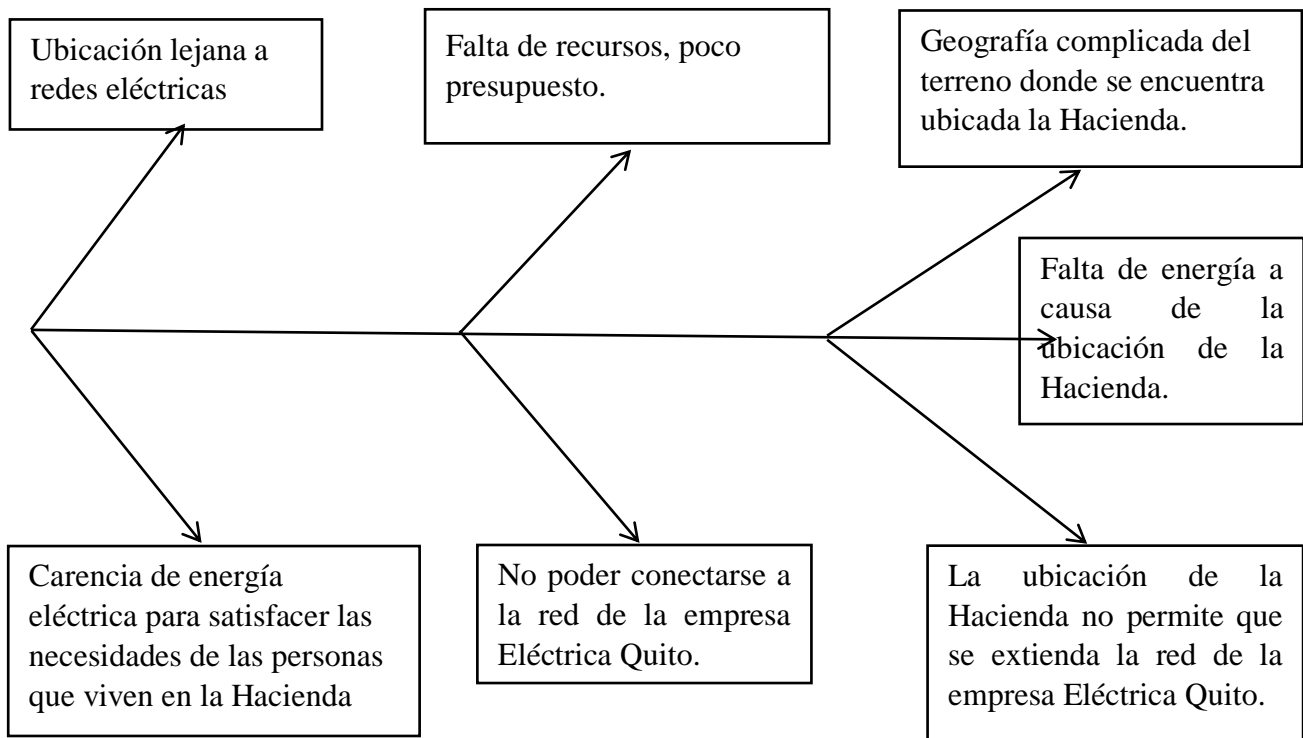 Ubicación lejana a
redes eléctricas
Falta de recursos, poco
presupuesto.
Geografía complicada del
terreno donde se encuentra
ubicada la Hacienda.
Falta de energía a
causa de la
ubicación de la
Hacienda.
Carencia de energía
eléctrica para satisfacer las
necesidades de las personas
que viven en la Hacienda
No poder conectarse a
la red de la empresa
Eléctrica Quito.
La ubicación de la
Hacienda no permite que
se extienda la red de la
empresa Eléctrica Quito.